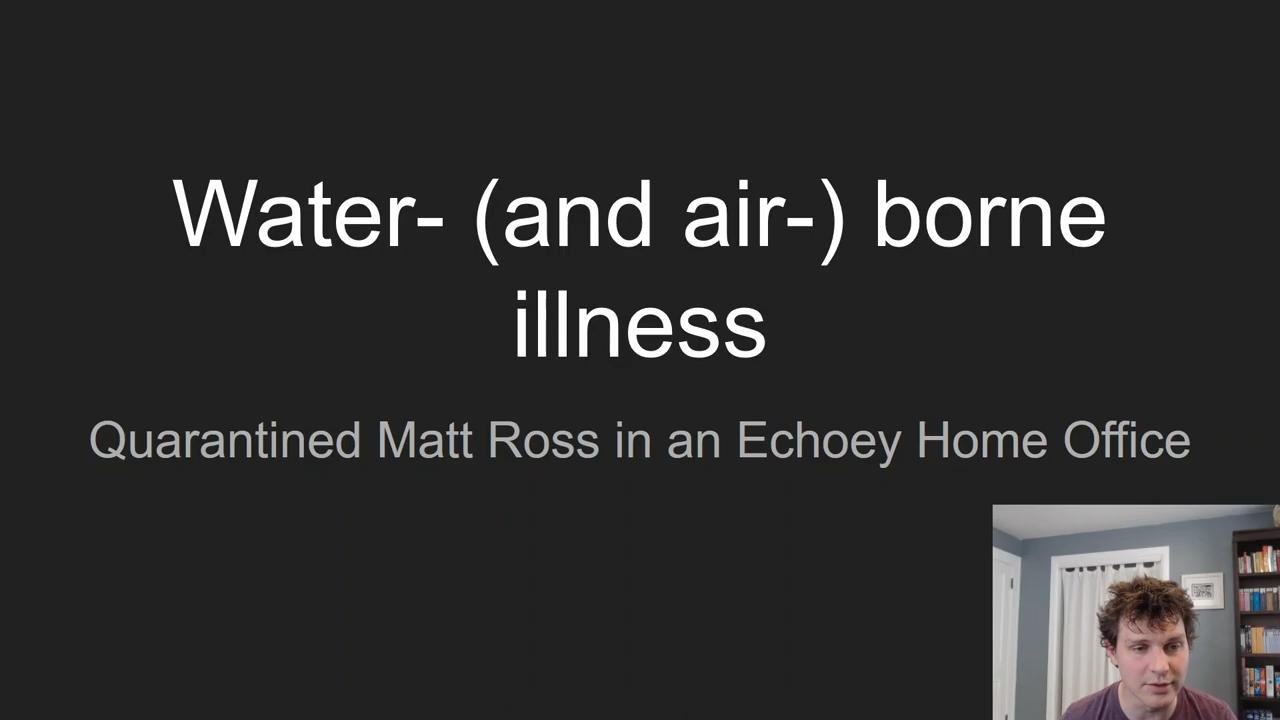 Water- (and air-) borne
illness
Quarantined Matt Ross in an Echoey Home Office